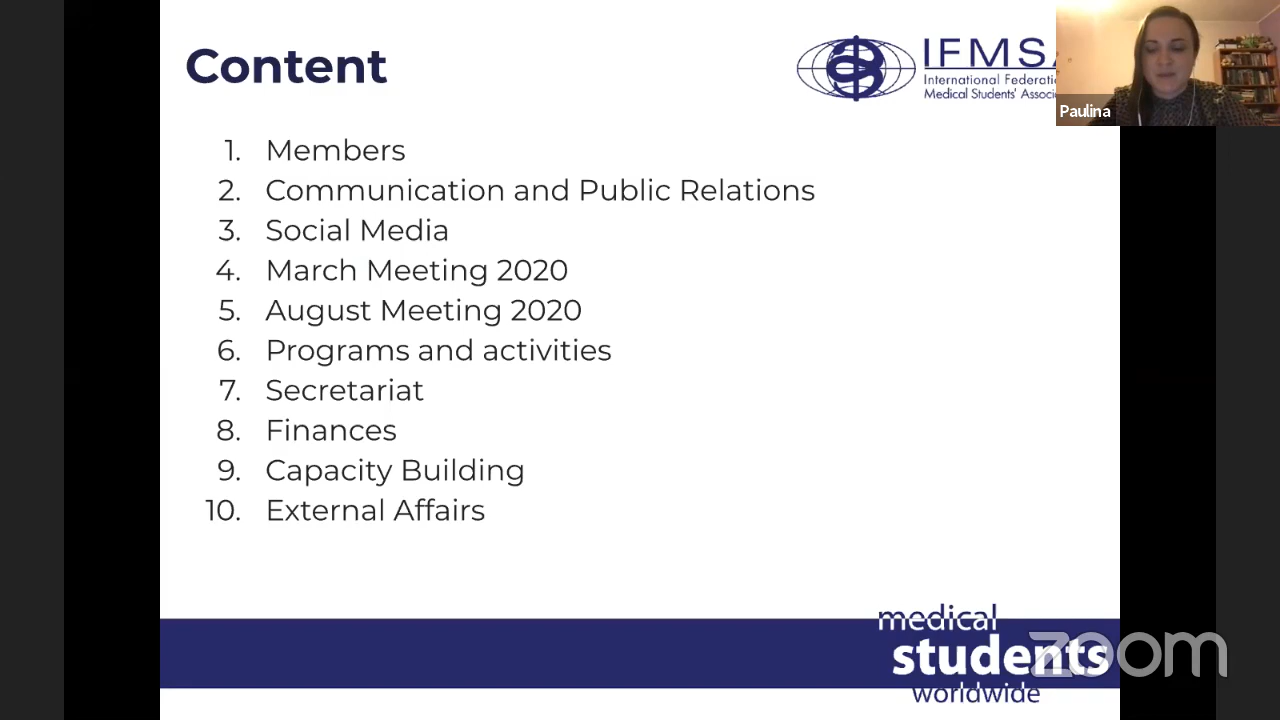 Content
IFMSA
International Federati
Medical Students' Associ
Paulina
1. Members
2. Communication and Public Relations
3. Social Media
4. March Meeting 2020
5. August Meeting 2020
6. Programs and activities
7. Secretariat
8. Finances
9. Capacity Building
10. External Affairs
medical
students
worldwide
zoom